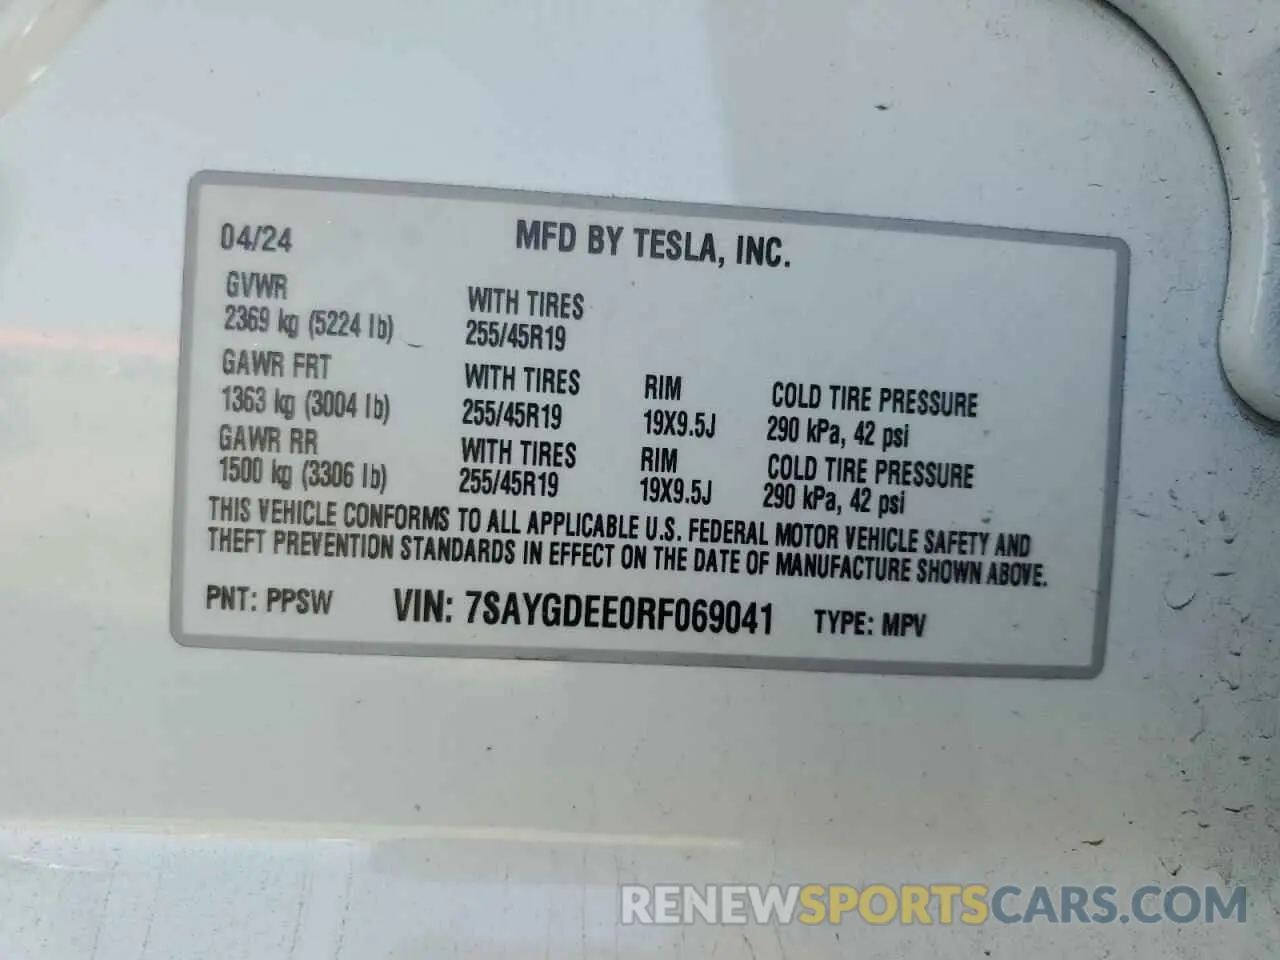 04/24 MFD BY TESLA, INC.
GVWR WITH TIRES
2369 kg (5224 lb) 255/45R19
GAWR FRT WITH TIRES RIM COLD TIRE PRESSURE
1363 kg (3004 lb) 255/45R19 19X9.5J 290 kPa, 42 psi
GAWR RR WITH TIRES RIM COLD TIRE PRESSURE
1500 kg (3306 lb) 255/45R19 19X9.5J 290 kPa, 42 psi
THIS VEHICLE CONFORMS TO ALL APPLICABLE U.S. FEDERAL MOTOR VEHICLE SAFETY AND
THEFT PREVENTION STANDARDS IN EFFECT ON THE DATE OF MANUFACTURE SHOWN ABOVE.
PNT: PPSW VIN: 7SAYGDEE0RF069041 TYPE: MPV
RENEWSPORTSCARS.COM